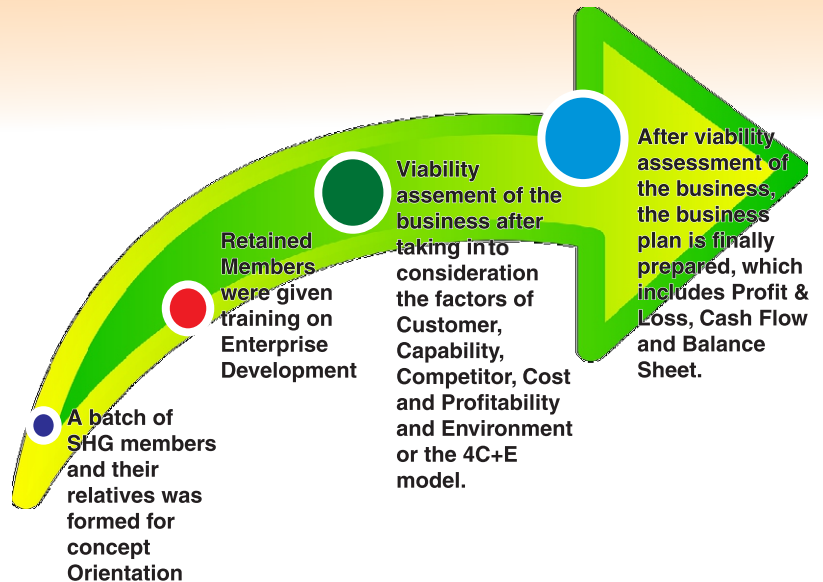 A batch of
SHG members
and their
relatives was
formed for
concept
Orientation
Retained
Members
were given
training on
Enterprise
Development
Viability
assement of the
business after
taking into
consideration
the factors of
Customer,
Capability,
Competitor, Cost
and Profitability
and Environment
or the 4C+E
model.
After viability
assessment of
the business,
the business
plan is finally
prepared, which
includes Profit &
Loss, Cash Flow
and Balance
Sheet.